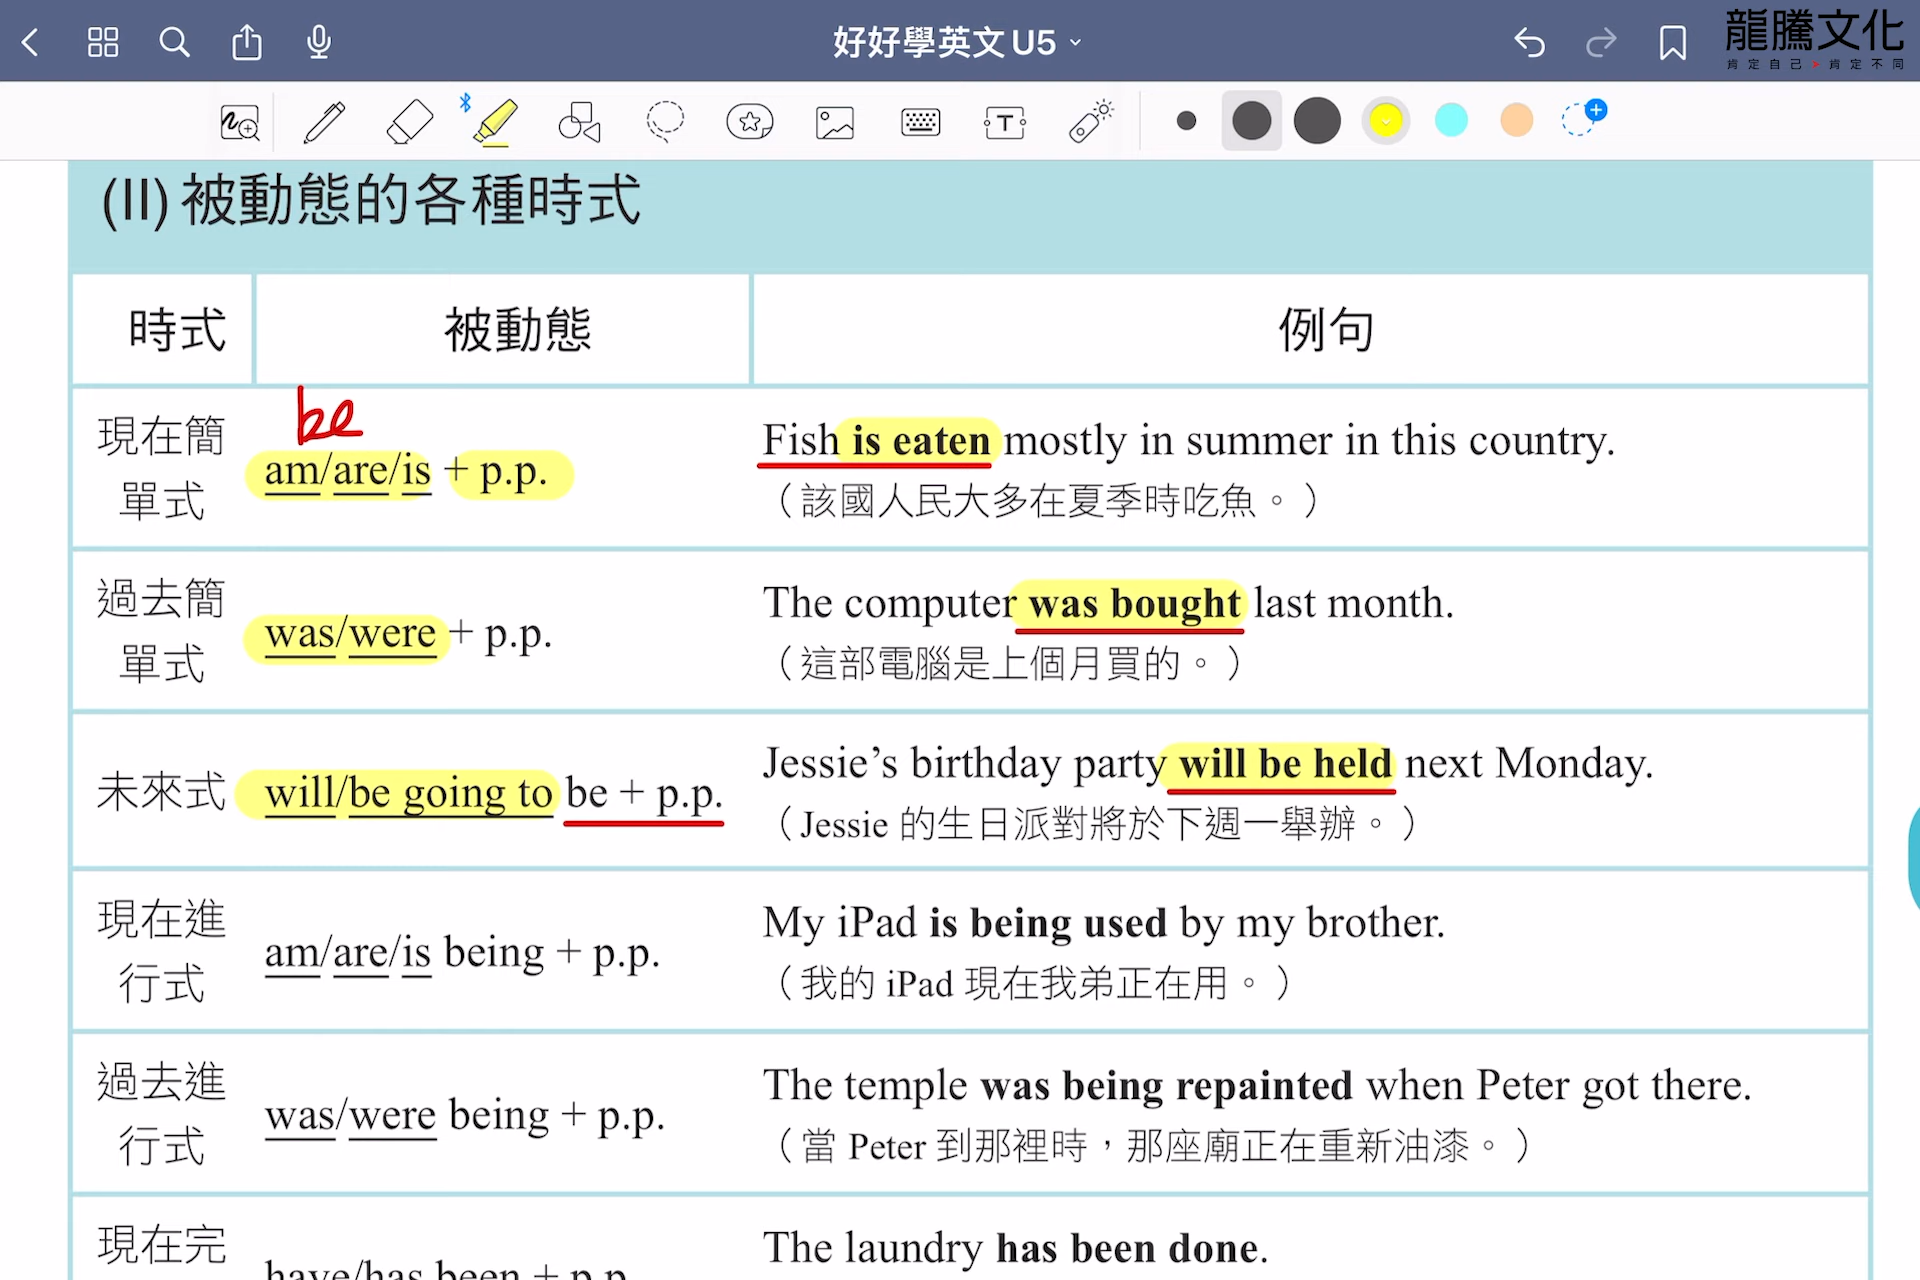 好好學英文 U5
龍騰文化
肯定自己➤肯定不同
(II) 被動態的各種時式
時式 被動態 例句
be
現在簡
單式
am/are/is + p.p.
Fish is eaten mostly in summer in this country.
（該國人民大多在夏季時吃魚。）
過去簡
單式
was/were + p.p.
The computer was bought last month.
（這部電腦是上個月買的。）
未來式
will/be going to be + p.p.
Jessie’s birthday party will be held next Monday.
（Jessie 的生日派對將於下週一舉辦。）
現在進
行式
am/are/is being + p.p.
My iPad is being used by my brother.
（我的 iPad 現在我弟正在用。）
過去進
行式
was/were being + p.p.
The temple was being repainted when Peter got there.
（當 Peter 到那裡時，那座廟正在重新油漆。）
現在完
have/has been + p.p.
The laundry has been done.